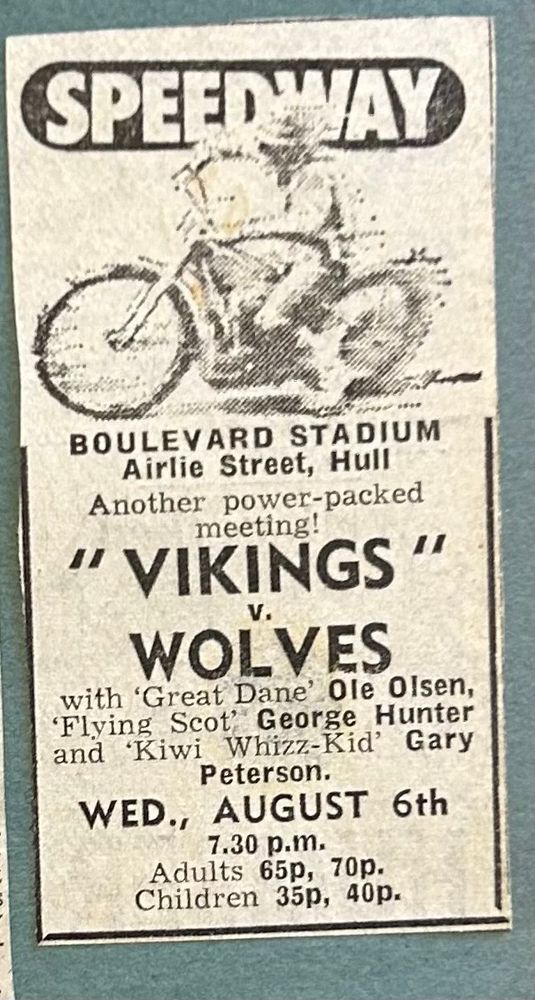 SPEEDWAY
BOULEVARD STADIUM
Airlie Street, Hull
Another power-packed
meeting!
" VIKINGS "
v.
WOLVES
with ‘Great Dane’ Ole Olsen,
‘Flying Scot’ George Hunter
and ‘Kiwi Whizz-Kid’ Gary
Peterson.
WED., AUGUST 6th
7.30 p.m.
Adults 65p, 70p.
Children 35p, 40p.